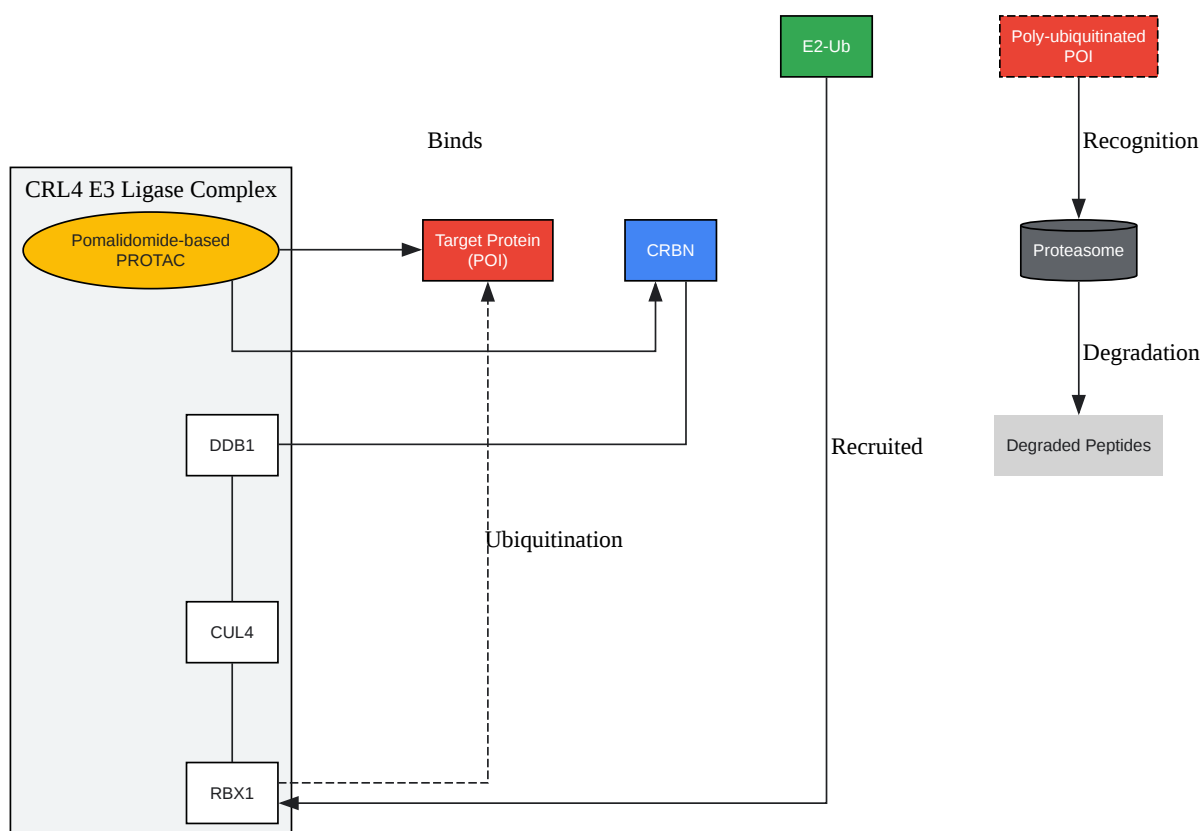 E2-Ub
Poly-ubiquitinated
POI
Binds
Recognition
CRL4 E3 Ligase Complex
Pomalidomide-based
PROTAC
Target Protein
(POI)
CRBN
Proteasome
Degradation
DDB1
Recruited
Degraded Peptides
Ubiquitination
CUL4
RBX1